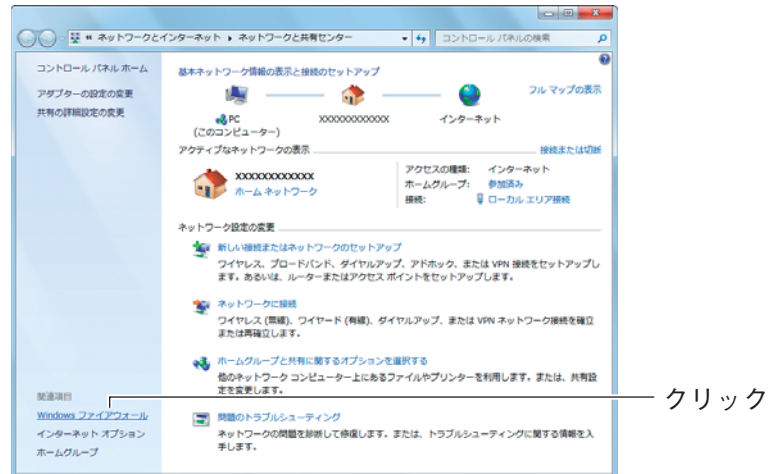 « ネットワークとインターネット ▸ ネットワークと共有センター
コントロール パネルの検索
コントロール パネル ホーム
アダプターの設定の変更
共有の詳細設定の変更
基本ネットワーク情報の表示と接続のセットアップ
フル マップの表示
PC
(このコンピューター)
XXXXXXXXXXXX
インターネット
アクティブなネットワークの表示
接続または切断
XXXXXXXXXXXX
ホーム ネットワーク
アクセスの種類: インターネット
ホームグループ: 参加済み
接続: ローカル エリア接続
ネットワーク設定の変更
新しい接続またはネットワークのセットアップ
ワイヤレス、ブロードバンド、ダイヤルアップ、アドホック、または VPN 接続をセットアップし
ます。あるいは、ルーターまたはアクセス ポイントをセットアップします。
ネットワークに接続
ワイヤレス (無線)、ワイヤード (有線)、ダイヤルアップ、または VPN ネットワーク接続を確立
または再確立します。
ホームグループと共有に関するオプションを選択する
他のネットワーク コンピューター上にあるファイルやプリンターを利用します。または、共有設
定を変更します。
問題のトラブルシューティング
ネットワークの問題を診断して修復します。または、トラブルシューティングに関する情報を入
手します。
関連項目
Windows ファイアウォール
インターネット オプション
ホームグループ
クリック